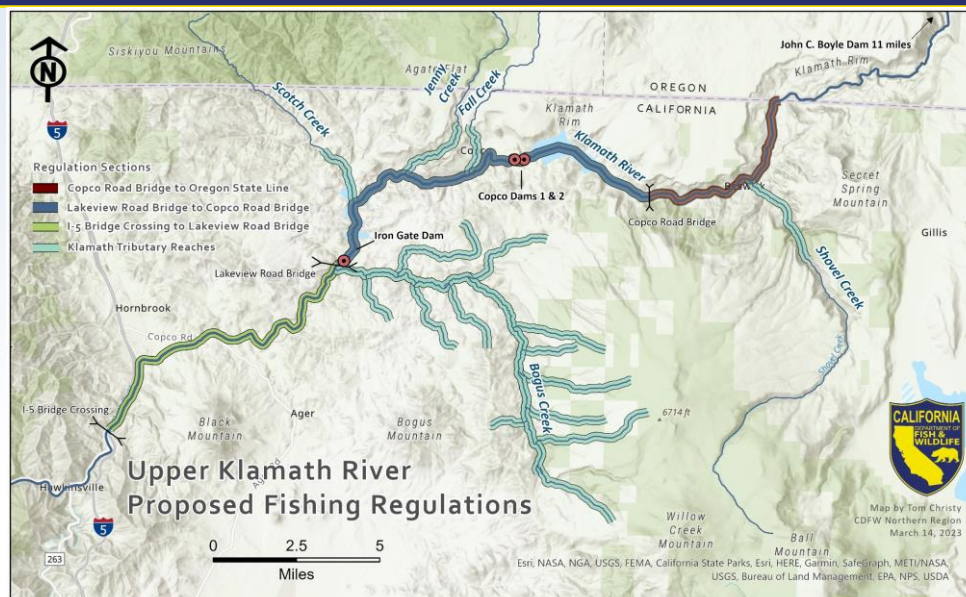 John C. Boyle Dam 11 miles
Klamath Rim
Siskiyou Mountains
N
5
Agate Flat
Jenny
Creek
Fall Creek
Scotch Creek
OREGON
CALIFORNIA
Klamath
Rim
Klamath River
Regulation Sections
Copco Road Bridge to Oregon State Line
Lakeview Road Bridge to Copco Road Bridge
I-5 Bridge Crossing to Lakeview Road Bridge
Klamath Tributary Reaches
Copco Dams 1 & 2
Beswick
Secret
Spring
Mountain
Copco Road Bridge
Gillis
Iron Gate Dam
Lakeview Road Bridge
Shovel Creek
Hornbrook
Copco Rd
Shovel Creek
Bogus Creek
I-5 Bridge Crossing
Black
Mountain
Ager
Bogus
Mountain
6714 ft
CALIFORNIA
DEPARTMENT OF
FISH &
WILDLIFE
Upper Klamath River
Proposed Fishing Regulations
Hawkinsville
5
263
0 2.5 5
Miles
Willow
Creek
Mountain
Ball
Mountain
Map by Tom Christy
CDFW Northern Region
March 14, 2023
Esri, NASA, NGA, USGS, FEMA, California State Parks, Esri, HERE, Garmin, SafeGraph, METI/NASA,
USGS, Bureau of Land Management, EPA, NPS, USDA